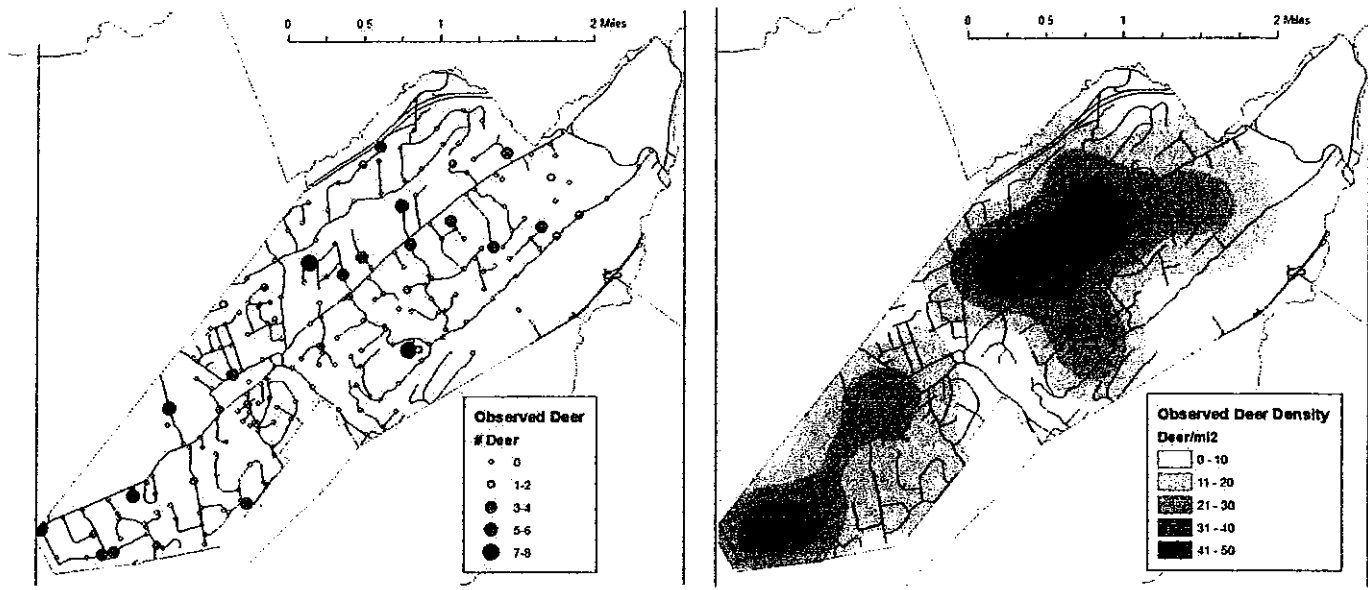 0 0.5 1 2 Miles
Observed Deer
# Deer
0
1-2
3-4
5-6
7-8
0 0.5 1 2 Miles
Observed Deer Density
Deer/mi2
0 - 10
11 - 20
21 - 30
31 - 40
41 - 50